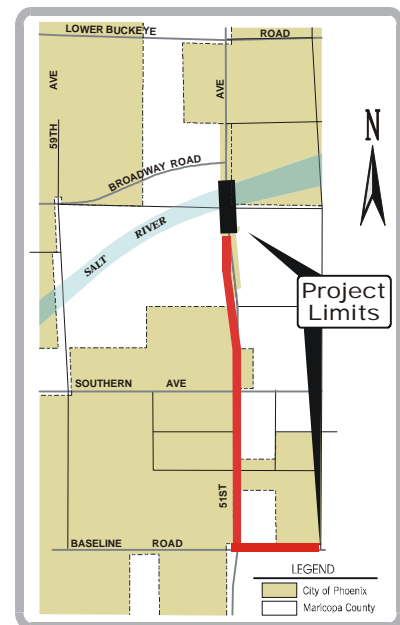 LOWER BUCKEYE ROAD
AVE
59TH
AVE
N
BROADWAY ROAD
SALT RIVER
Project
Limits
SOUTHERN AVE
51ST
BASELINE ROAD
LEGEND
City of Phoenix
Maricopa County